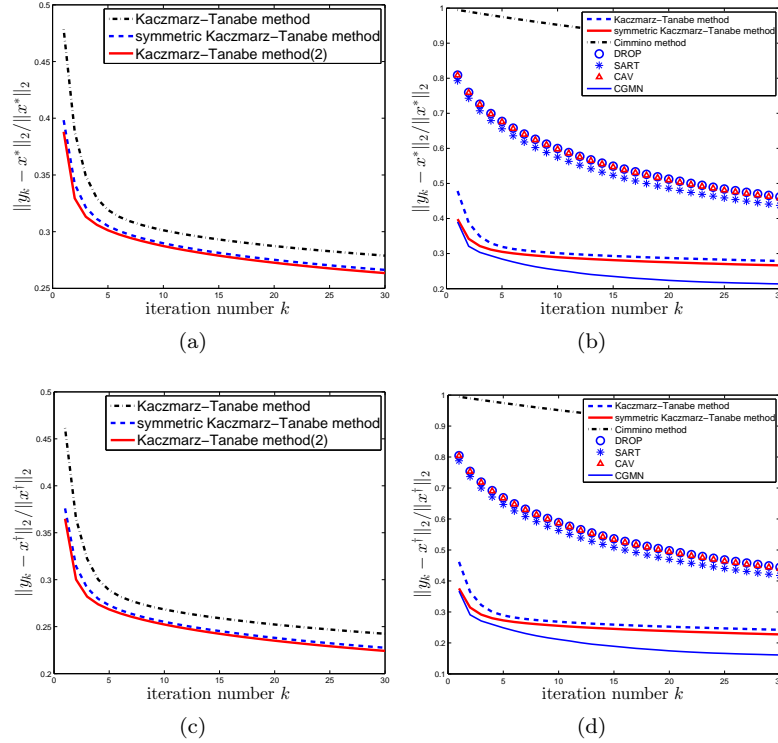 0.5
0.45
0.4
0.35
0.3
0.25
0 5 10 15 20 25 30
||y_k − x*||_2/||x*||_2
iteration number k
Kaczmarz−Tanabe method
symmetric Kaczmarz−Tanabe method
Kaczmarz−Tanabe method(2)
(a)
1
0.9
0.8
0.7
0.6
0.5
0.4
0.3
0.2
0 5 10 15 20 25 30
||y_k − x*||_2/||x*||_2
iteration number k
Kaczmarz−Tanabe method
symmetric Kaczmarz−Tanabe method
Cimmino method
DROP
SART
CAV
CGMN
(b)
0.5
0.45
0.4
0.35
0.3
0.25
0.2
0 5 10 15 20 25 30
||y_k − x†||_2/||x†||_2
iteration number k
Kaczmarz−Tanabe method
symmetric Kaczmarz−Tanabe method
Kaczmarz−Tanabe method(2)
(c)
1
0.9
0.8
0.7
0.6
0.5
0.4
0.3
0.2
0.1
0 5 10 15 20 25 30
||y_k − x†||_2/||x†||_2
iteration number k
Kaczmarz−Tanabe method
symmetric Kaczmarz−Tanabe method
Cimmino method
DROP
SART
CAV
CGMN
(d)